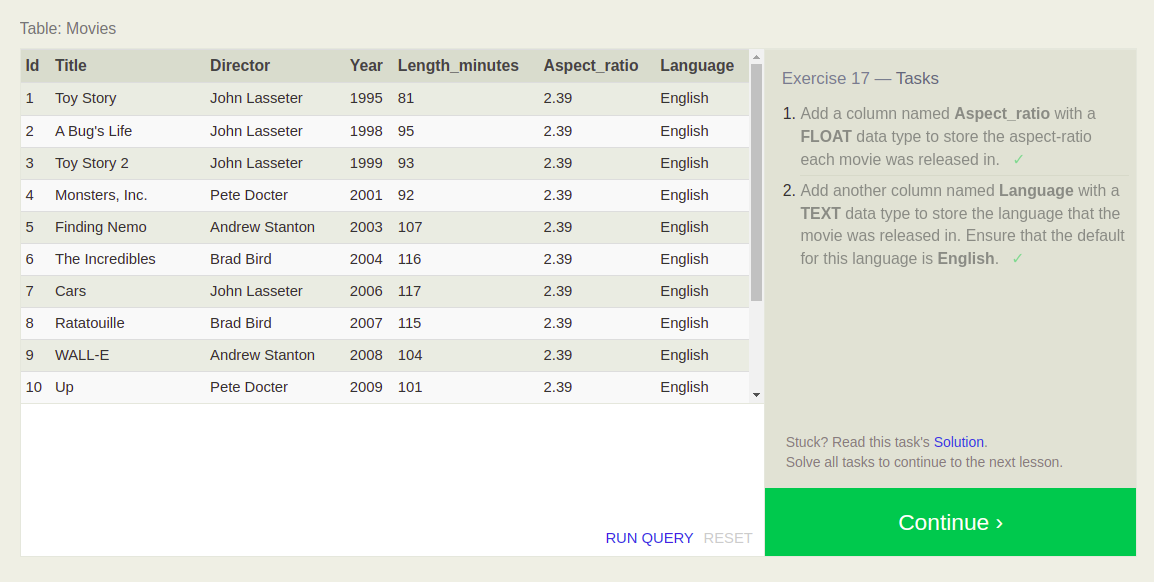 Table: Movies
Id Title Director Year Length_minutes Aspect_ratio Language
1 Toy Story John Lasseter 1995 81 2.39 English
2 A Bug's Life John Lasseter 1998 95 2.39 English
3 Toy Story 2 John Lasseter 1999 93 2.39 English
4 Monsters, Inc. Pete Docter 2001 92 2.39 English
5 Finding Nemo Andrew Stanton 2003 107 2.39 English
6 The Incredibles Brad Bird 2004 116 2.39 English
7 Cars John Lasseter 2006 117 2.39 English
8 Ratatouille Brad Bird 2007 115 2.39 English
9 WALL-E Andrew Stanton 2008 104 2.39 English
10 Up Pete Docter 2009 101 2.39 English
RUN QUERY RESET
Exercise 17 — Tasks
1. Add a column named Aspect_ratio with a
FLOAT data type to store the aspect-ratio
each movie was released in. ✓
2. Add another column named Language with a
TEXT data type to store the language that the
movie was released in. Ensure that the default
for this language is English. ✓
Stuck? Read this task's Solution.
Solve all tasks to continue to the next lesson.
Continue ›